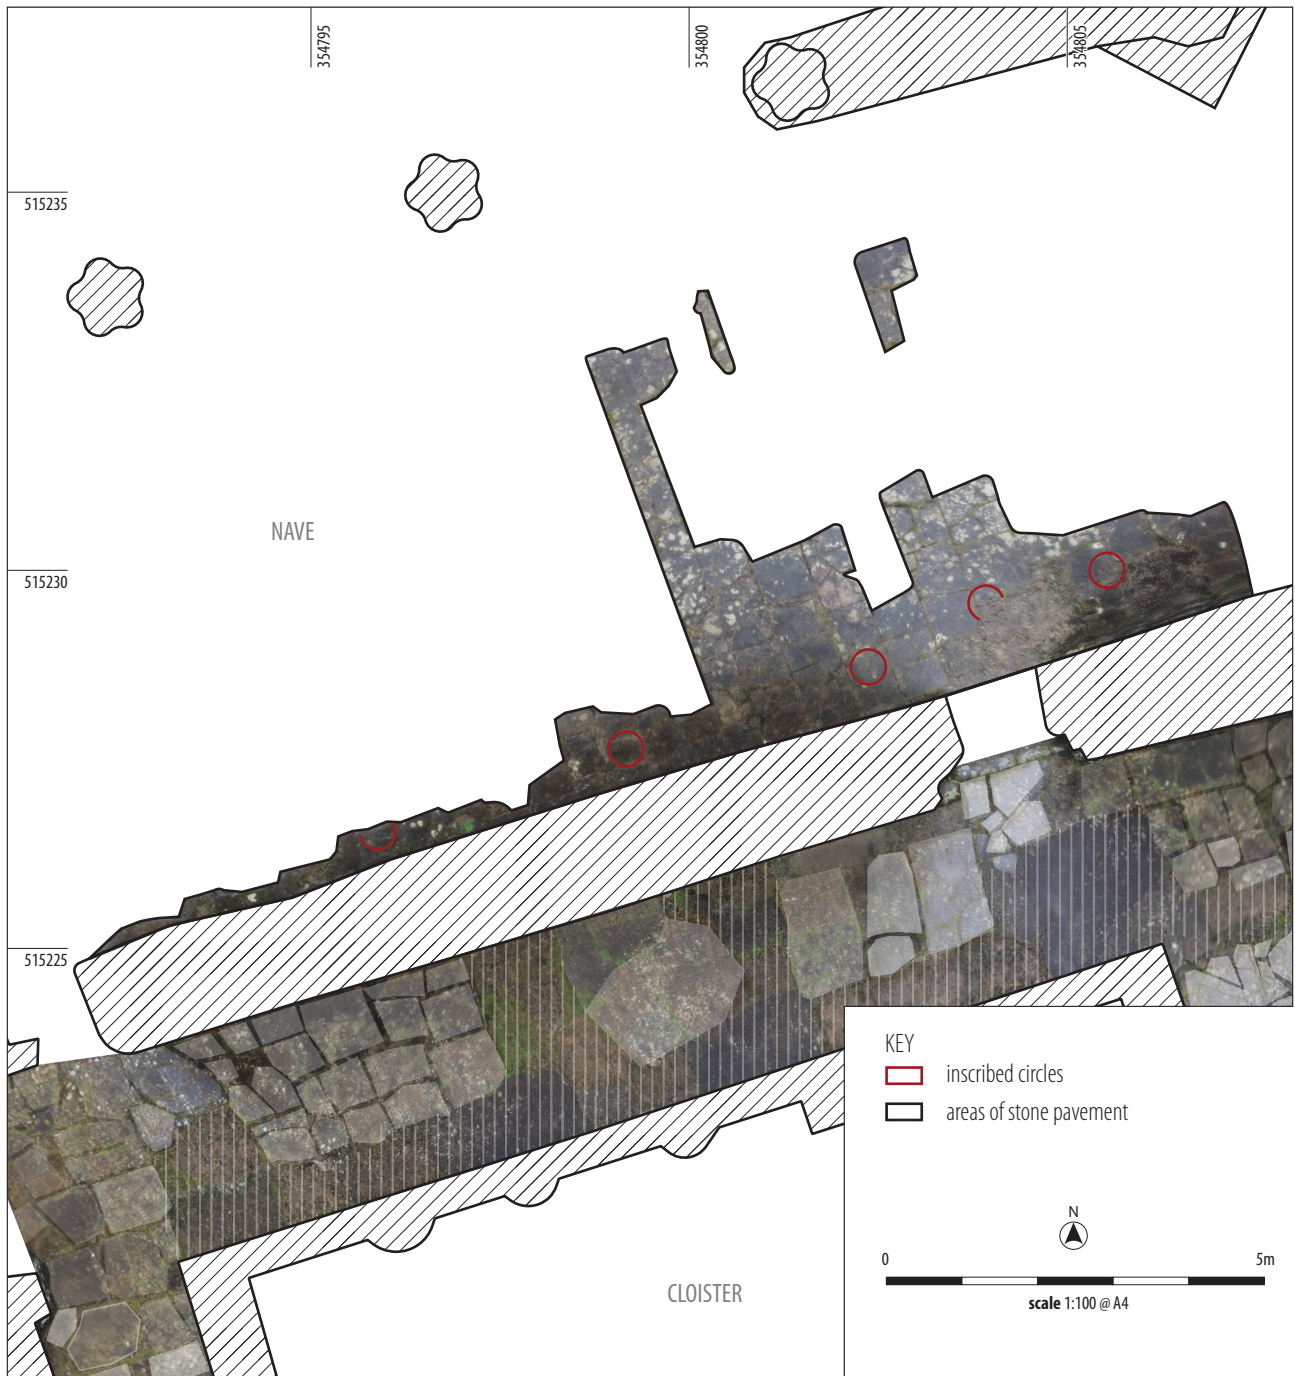 354795
354800
354805
515235
NAVE
515230
515225
KEY
inscribed circles
areas of stone pavement
N
0 5m
scale 1:100 @ A4
CLOISTER